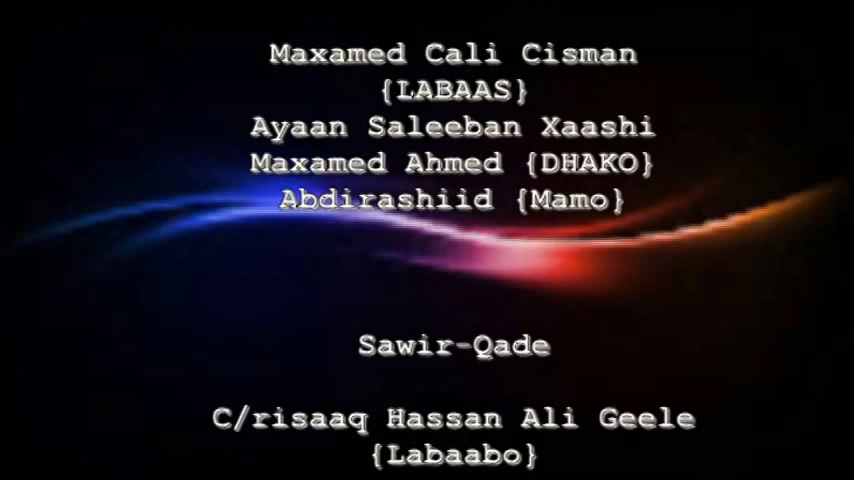 Maxamed Cali Cisman
{LABAAS}
Ayaan Saleeban Xaashi
Maxamed Ahmed {DHAKO}
Abdirashiid {Mamo}
Sawir-Qade
C/risaaq Hassan Ali Geele
{Labaabo}